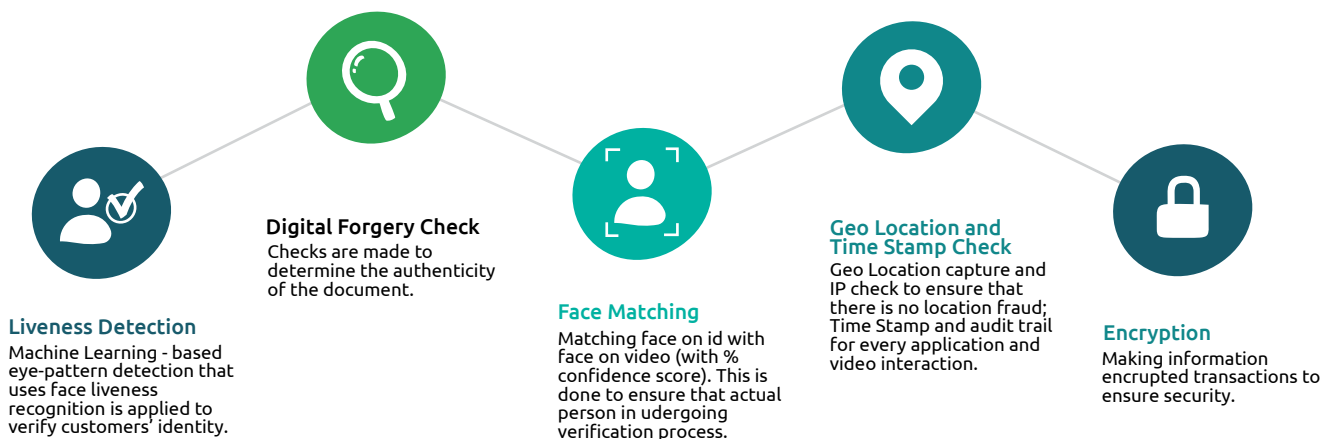 Liveness Detection
Machine Learning - based
eye-pattern detection that
uses face liveness
recognition is applied to
verify customers' identity.
Digital Forgery Check
Checks are made to
determine the authenticity
of the document.
Face Matching
Matching face on id with
face on video (with %
confidence score). This is
done to ensure that actual
person in udergoing
verification process.
Geo Location and
Time Stamp Check
Geo Location capture and
IP check to ensure that
there is no location fraud;
Time Stamp and audit trail
for every application and
video interaction.
Encryption
Making information
encrypted transactions to
ensure security.